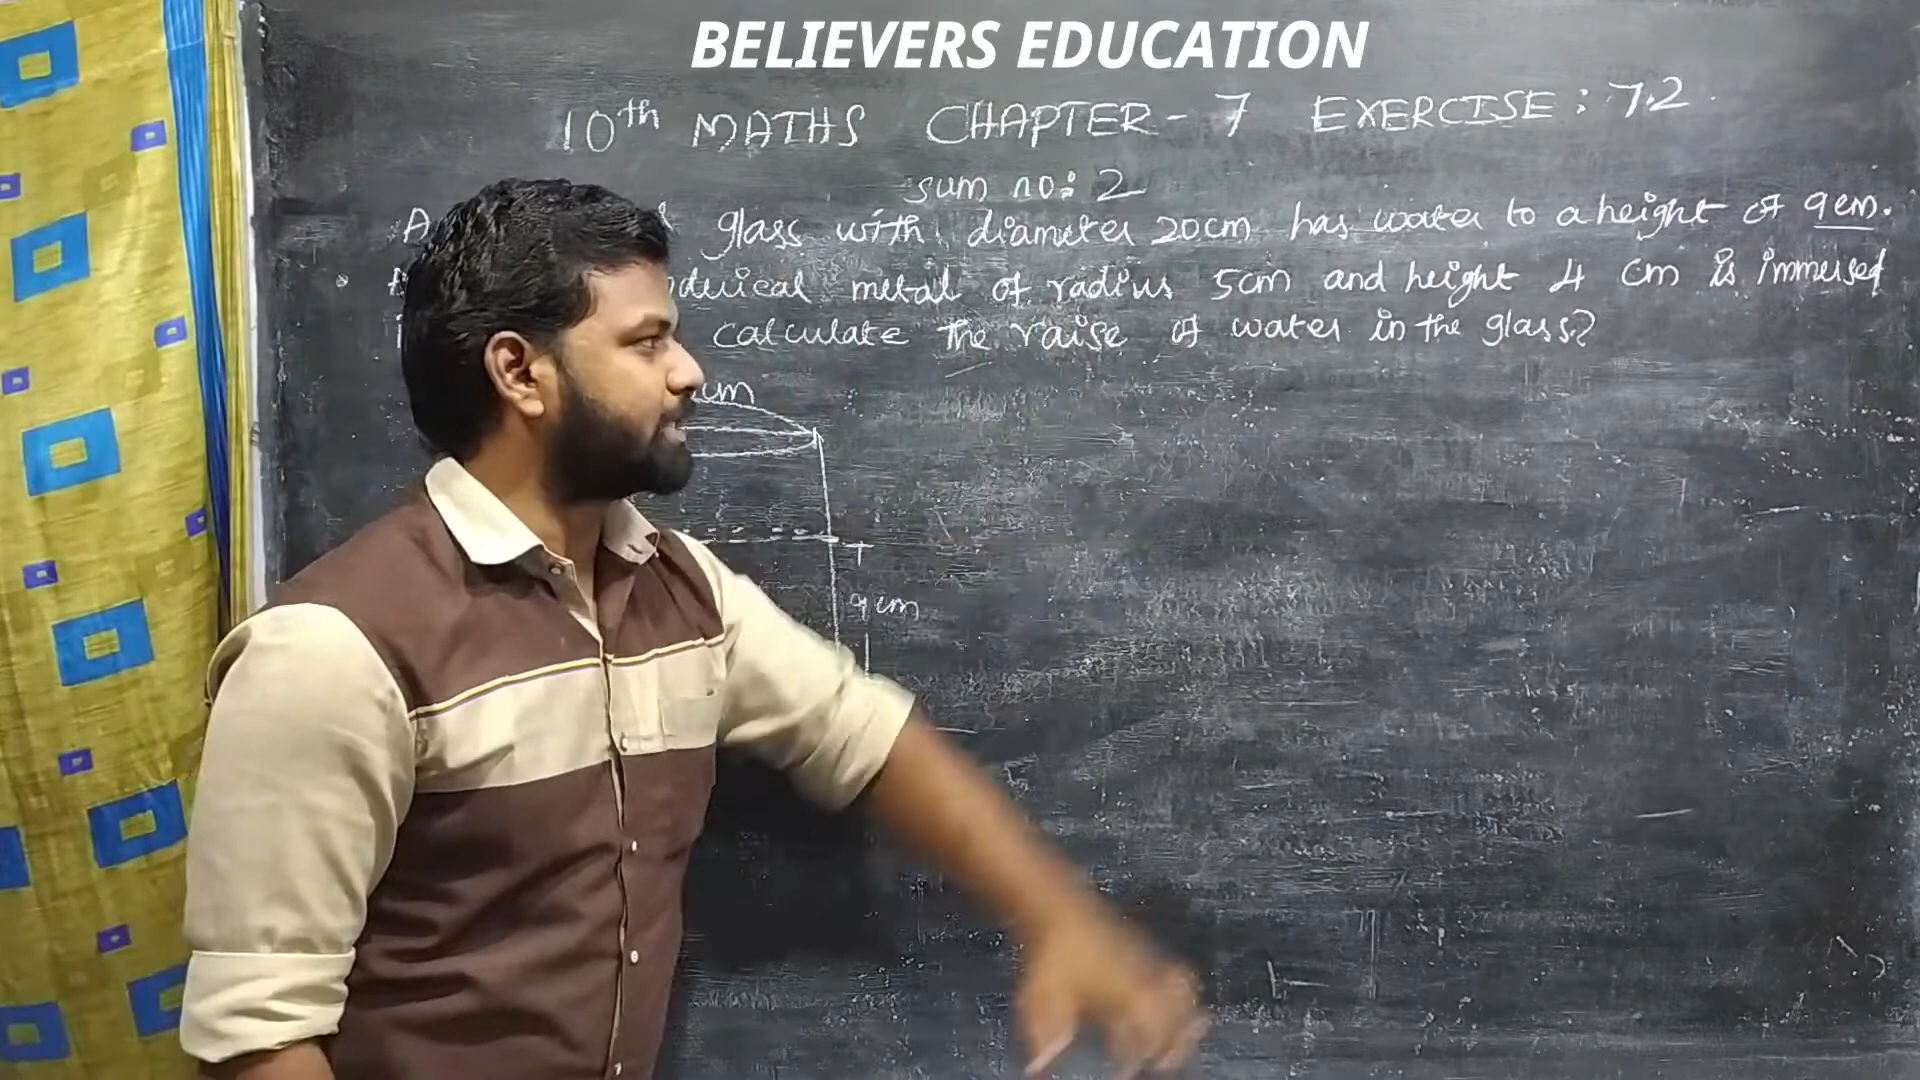 BELIEVERS EDUCATION
10th MATHS CHAPTER - 7 EXERCISE : 7.2
sum no: 2
A glass with diameter 20cm has water to a height of 9cm.
metal of radius 5cm and height 4 cm is immersed
calculate the raise of water in the glass?
cm
9cm